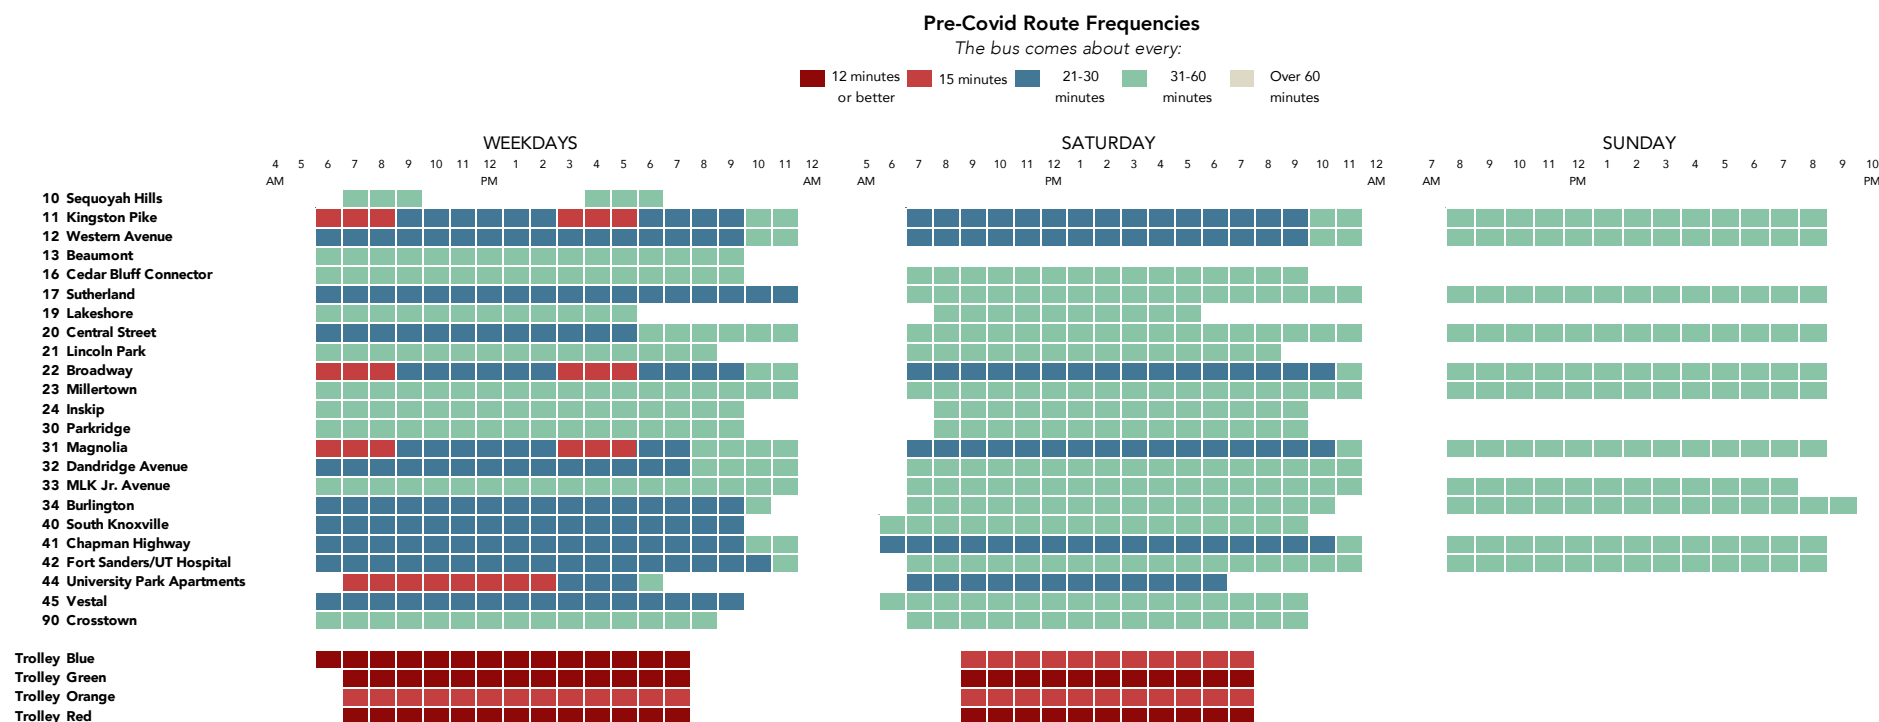 Pre-Covid Route Frequencies
The bus comes about every:
12 minutes or better
15 minutes
21-30 minutes
31-60 minutes
Over 60 minutes
WEEKDAYS
4 5 6 7 8 9 10 11 12 1 2 3 4 5 6 7 8 9 10 11 12
AM PM AM
SATURDAY
5 6 7 8 9 10 11 12 1 2 3 4 5 6 7 8 9 10 11 12
AM PM AM
SUNDAY
7 8 9 10 11 12 1 2 3 4 5 6 7 8 9 10
AM PM PM
10 Sequoyah Hills
11 Kingston Pike
12 Western Avenue
13 Beaumont
16 Cedar Bluff Connector
17 Sutherland
19 Lakeshore
20 Central Street
21 Lincoln Park
22 Broadway
23 Millertown
24 Inskip
30 Parkridge
31 Magnolia
32 Dandridge Avenue
33 MLK Jr. Avenue
34 Burlington
40 South Knoxville
41 Chapman Highway
42 Fort Sanders/UT Hospital
44 University Park Apartments
45 Vestal
90 Crosstown
Trolley Blue
Trolley Green
Trolley Orange
Trolley Red